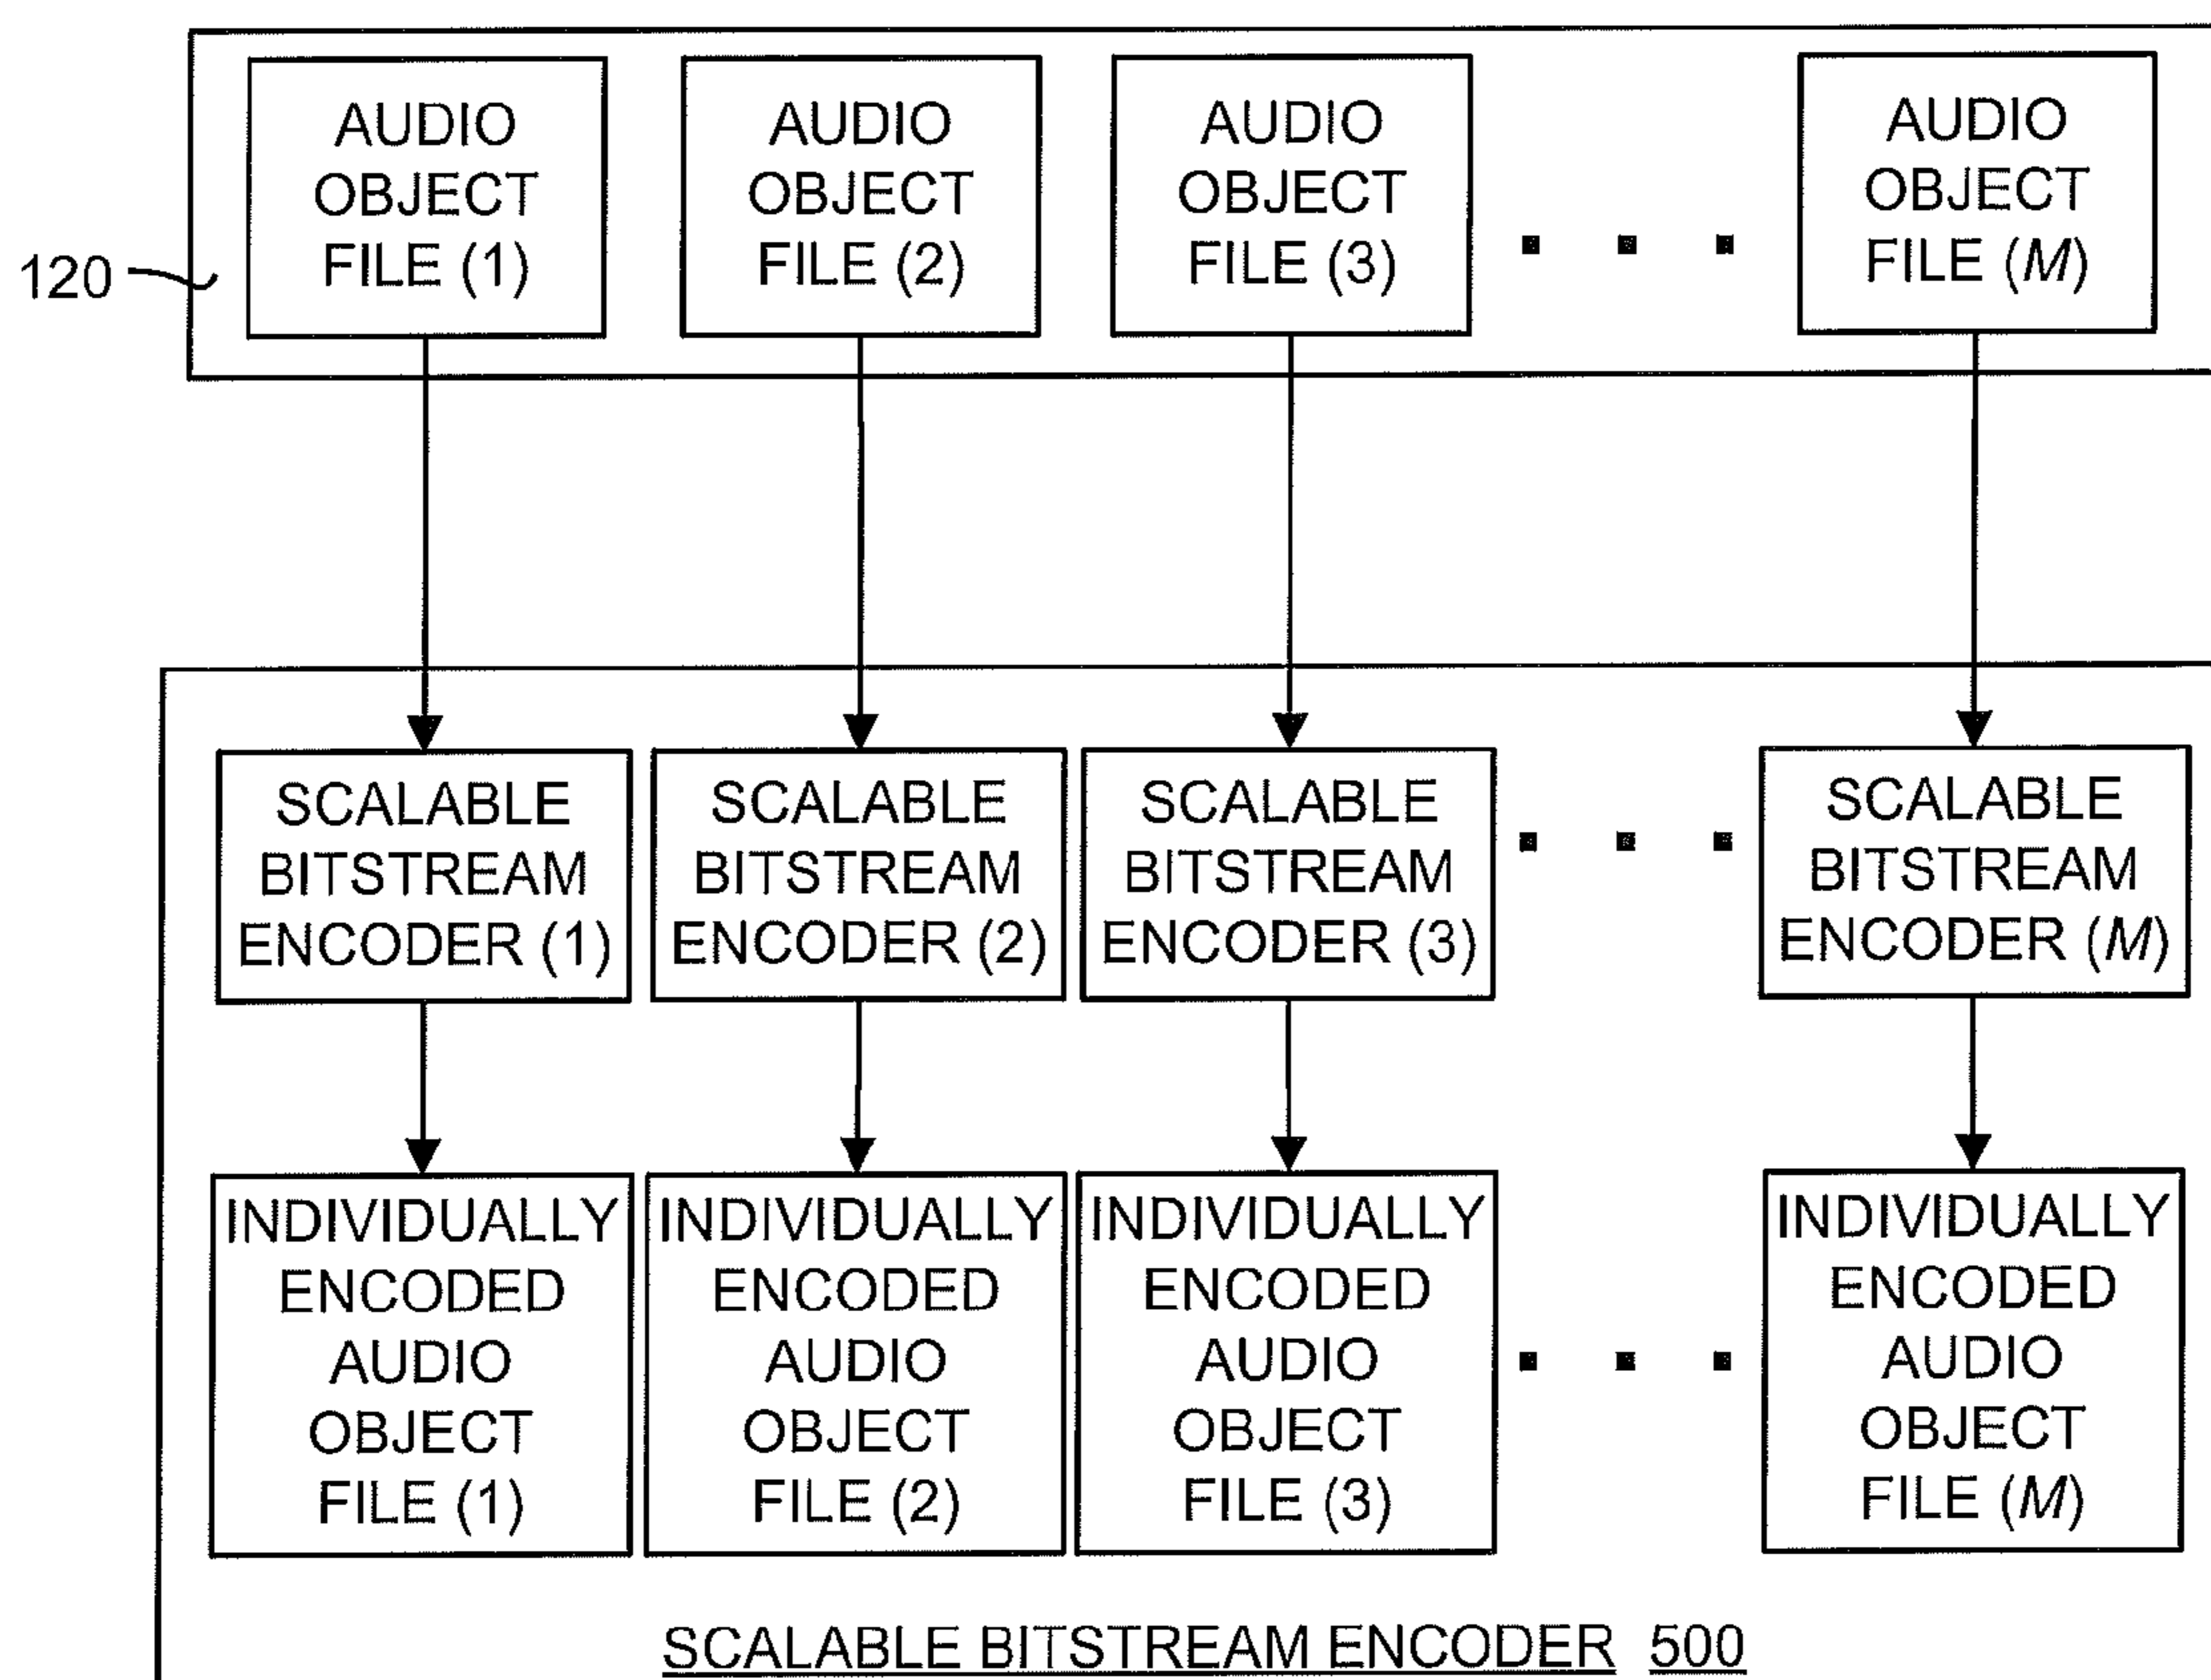 AUDIO
OBJECT
FILE (1)
AUDIO
OBJECT
FILE (2)
AUDIO
OBJECT
FILE (3)
AUDIO
OBJECT
FILE (M)
120
SCALABLE
BITSTREAM
ENCODER (1)
SCALABLE
BITSTREAM
ENCODER (2)
SCALABLE
BITSTREAM
ENCODER (3)
SCALABLE
BITSTREAM
ENCODER (M)
INDIVIDUALLY
ENCODED
AUDIO
OBJECT
FILE (1)
INDIVIDUALLY
ENCODED
AUDIO
OBJECT
FILE (2)
INDIVIDUALLY
ENCODED
AUDIO
OBJECT
FILE (3)
INDIVIDUALLY
ENCODED
AUDIO
OBJECT
FILE (M)
SCALABLE BITSTREAM ENCODER 500